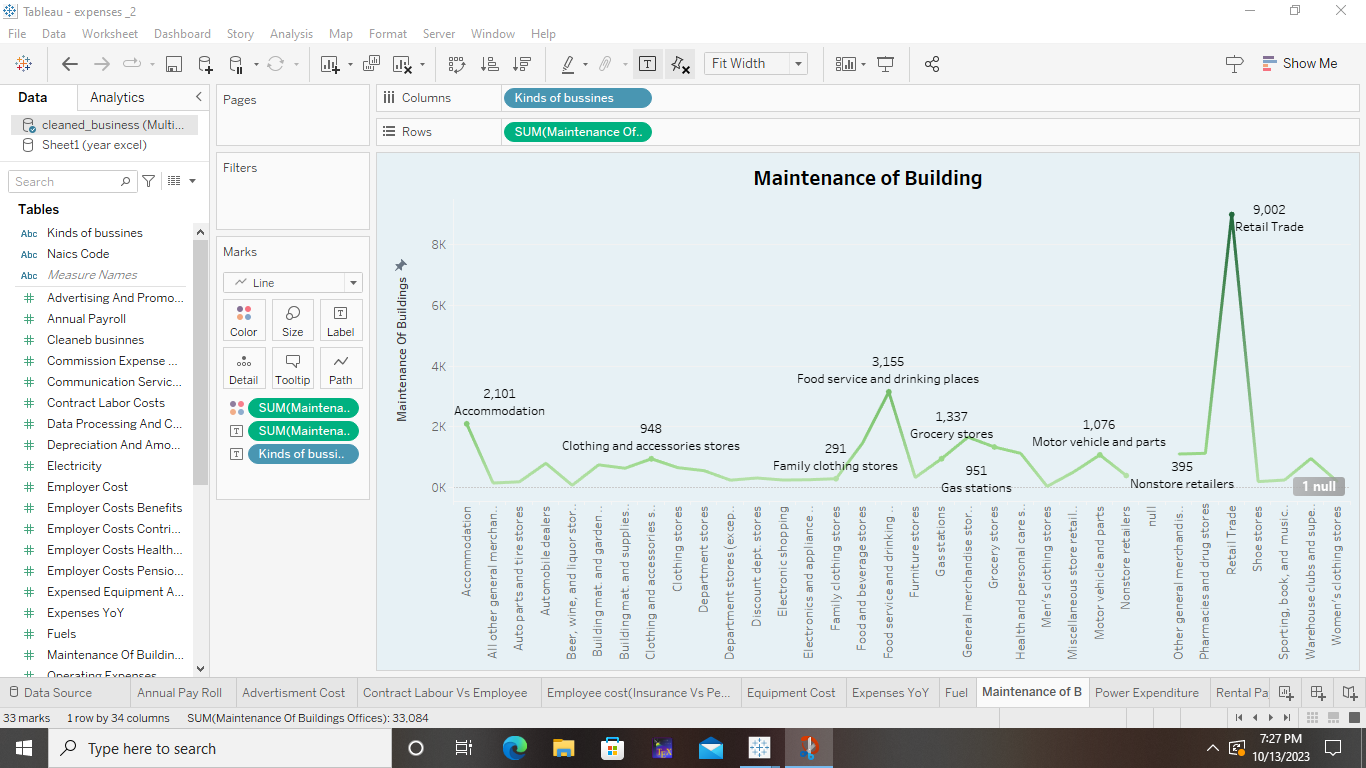 Tableau - expenses _2
File Data Worksheet Dashboard Story Analysis Map Format Server Window Help
Fit Width
Show Me
Data Analytics
cleaned_business (Multi...
Sheet1 (year excel)
Search
Tables
Abc Kinds of bussines
Abc Naics Code
Abc Measure Names
Advertising And Promo...
Annual Payroll
Cleaneb businnes
Commission Expense ...
Communication Servic...
Contract Labor Costs
Data Processing And C...
Depreciation And Amo...
Electricity
Employer Cost
Employer Costs Benefits
Employer Costs Contri...
Employer Costs Health...
Employer Costs Pensio...
Expensed Equipment A...
Expenses YoY
Fuels
Maintenance Of Buildin...
Operating Expenses
Pages
Filters
Marks
Line
Color Size Label
Detail Tooltip Path
SUM(Maintena..
SUM(Maintena..
Kinds of bussi..
Columns Kinds of bussines
Rows SUM(Maintenance Of..
Maintenance of Building
Maintenance Of Buildings
8K
6K
4K
2K
0K
2,101
Accommodation
948
Clothing and accessories stores
291
Family clothing stores
3,155
Food service and drinking places
1,337
Grocery stores
951
Gas stations
1,076
Motor vehicle and parts
395
Nonstore retailers
9,002
Retail Trade
1 null
Accommodation
All other general merchan..
Auto parts and tire stores
Automobile dealers
Beer, wine, and liquor stor..
Building mat. and garden ..
Building mat. and supplies..
Clothing and accessories s..
Clothing stores
Department stores
Department stores (excep..
Discount dept. stores
Electronic shopping
Electronics and appliance..
Family clothing stores
Food and beverage stores
Food service and drinking ..
Furniture stores
Gas stations
General merchandise stor..
Grocery stores
Health and personal care s..
Men's clothing stores
Miscellaneous store retail..
Motor vehicle and parts
Nonstore retailers
null
Other general merchandis..
Pharmacies and drug stores
Retail Trade
Shoe stores
Sporting, book, and music..
Warehouse clubs and supe..
Women's clothing stores
Data Source Annual Pay Roll Advertisment Cost Contract Labour Vs Employee Employee cost(Insurance Vs Pe... Equipment Cost Expenses YoY Fuel Maintenance of B Power Expenditure Rental Pa
33 marks 1 row by 34 columns SUM(Maintenance Of Buildings Offices): 33,084
Type here to search
7:27 PM
10/13/2023